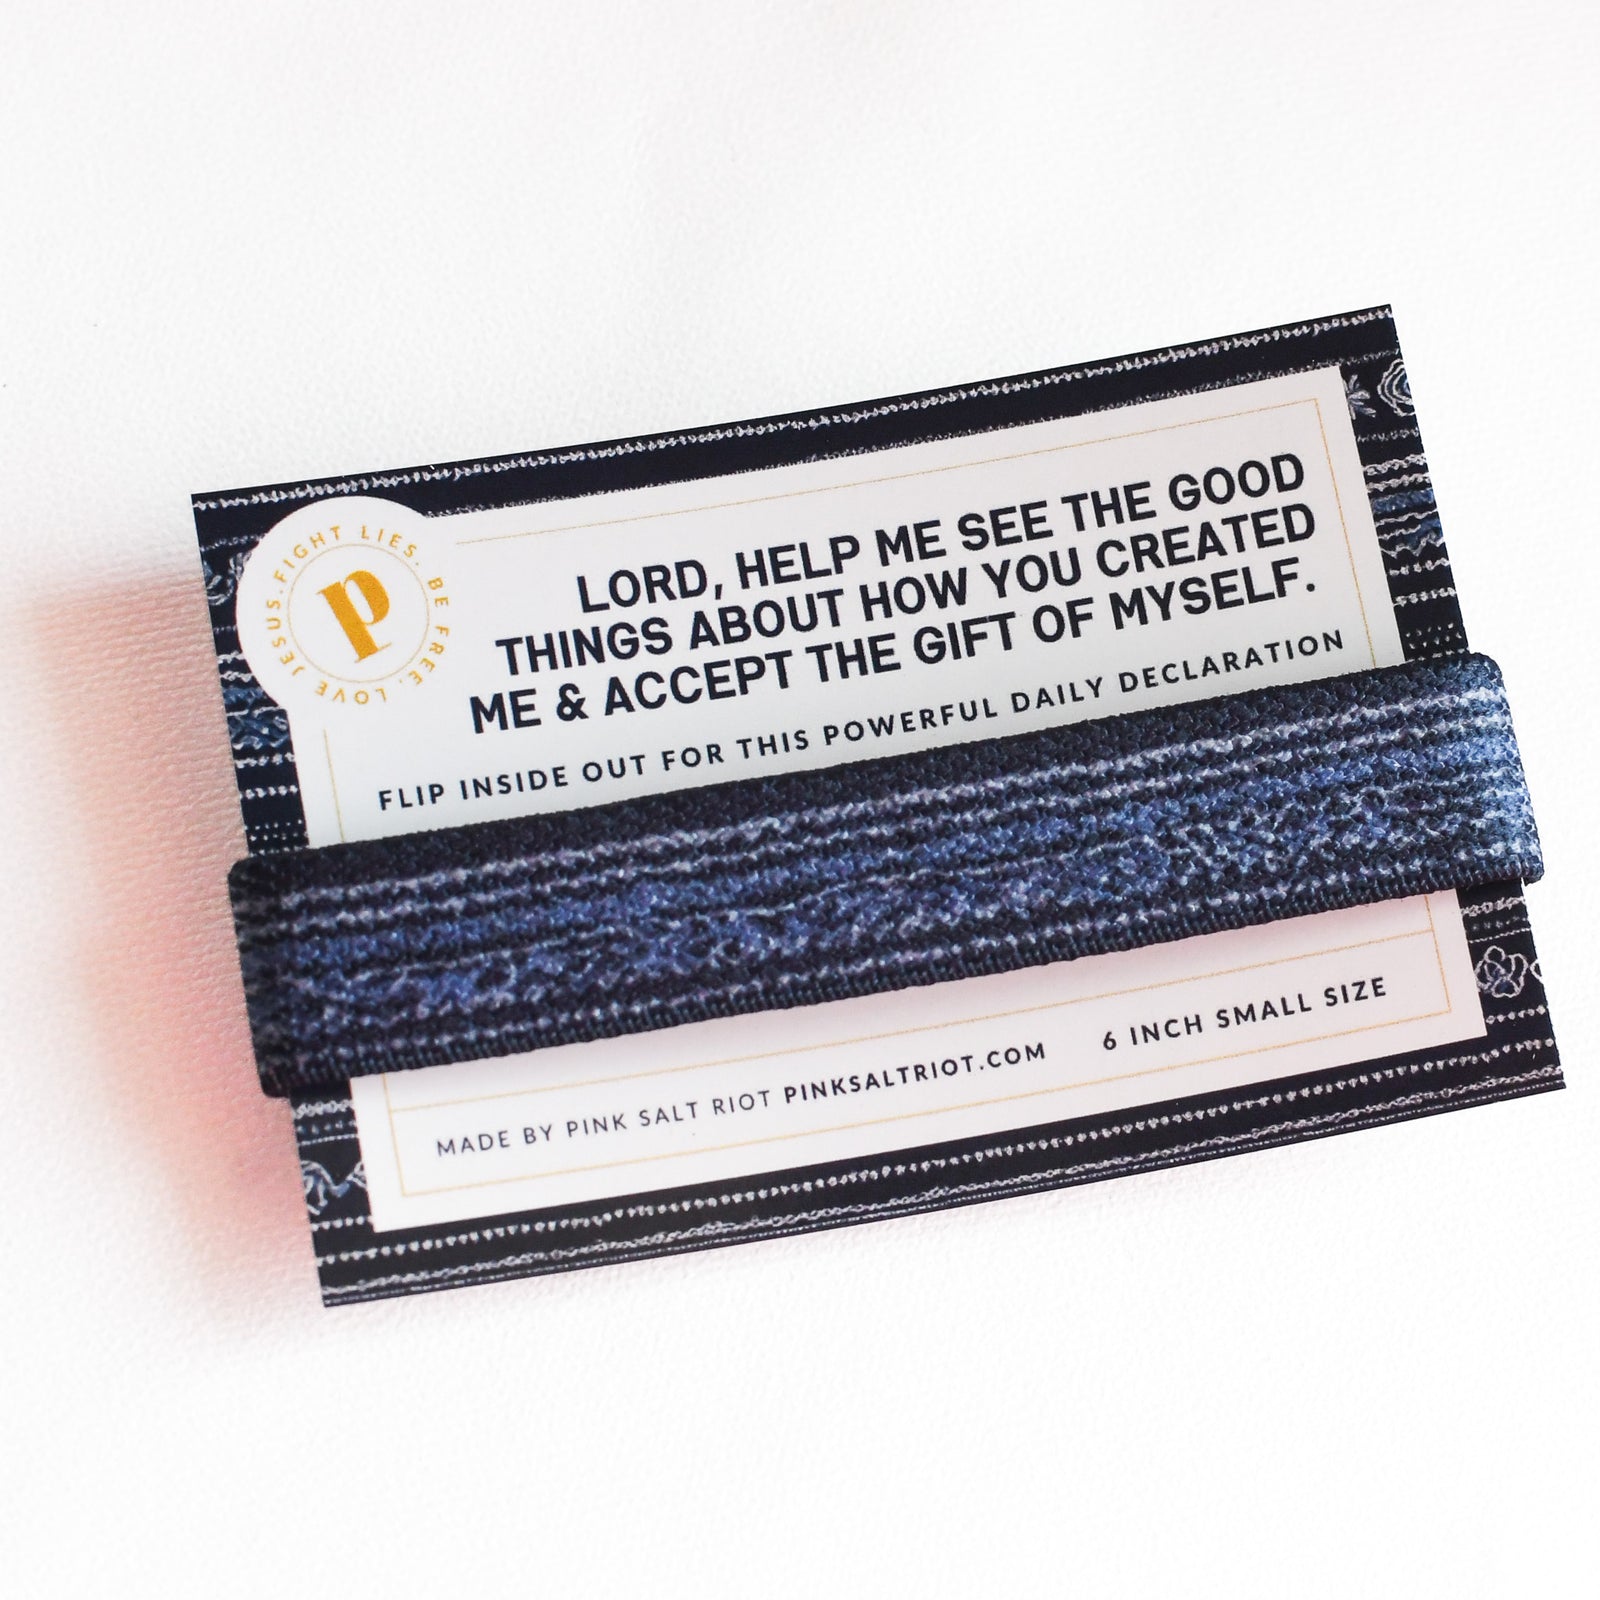 FIGHT LIES. BE FREE. LOVE JESUS.
p
LORD, HELP ME SEE THE GOOD
THINGS ABOUT HOW YOU CREATED
ME & ACCEPT THE GIFT OF MYSELF.
FLIP INSIDE OUT FOR THIS POWERFUL DAILY DECLARATION
MADE BY PINK SALT RIOT PINKSALTRIOT.COM 6 INCH SMALL SIZE